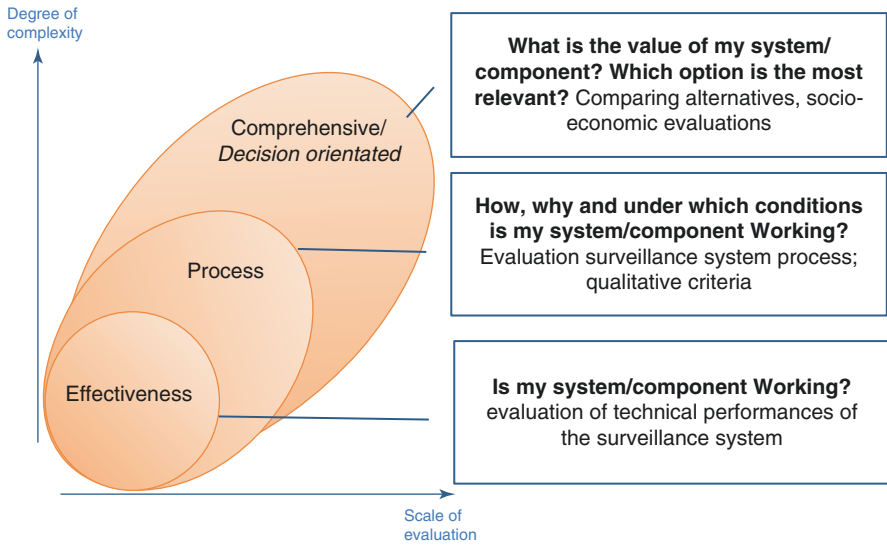 Degree of
complexity
Comprehensive/
Decision orientated
Process
Effectiveness
What is the value of my system/
component? Which option is the most
relevant? Comparing alternatives, socio-
economic evaluations
How, why and under which conditions
is my system/component Working?
Evaluation surveillance system process;
qualitative criteria
Is my system/component Working?
evaluation of technical performances of
the surveillance system
Scale of
evaluation